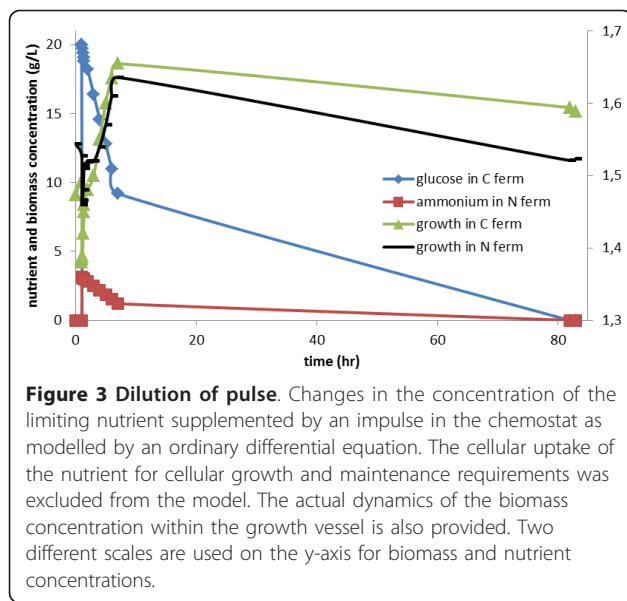 nutrient and biomass concentration (g/L)
20
15
10
5
0
1,7
1,6
1,5
1,4
1,3
glucose in C ferm
ammonium in N ferm
growth in C ferm
growth in N ferm
0
20
40
60
80
time (hr)
Figure 3 Dilution of pulse. Changes in the concentration of the
limiting nutrient supplemented by an impulse in the chemostat as
modelled by an ordinary differential equation. The cellular uptake of
the nutrient for cellular growth and maintenance requirements was
excluded from the model. The actual dynamics of the biomass
concentration within the growth vessel is also provided. Two
different scales are used on the y-axis for biomass and nutrient
concentrations.